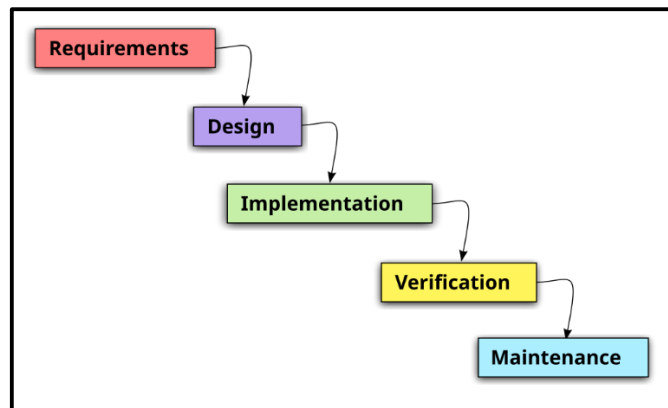 Requirements
Design
Implementation
Verification
Maintenance